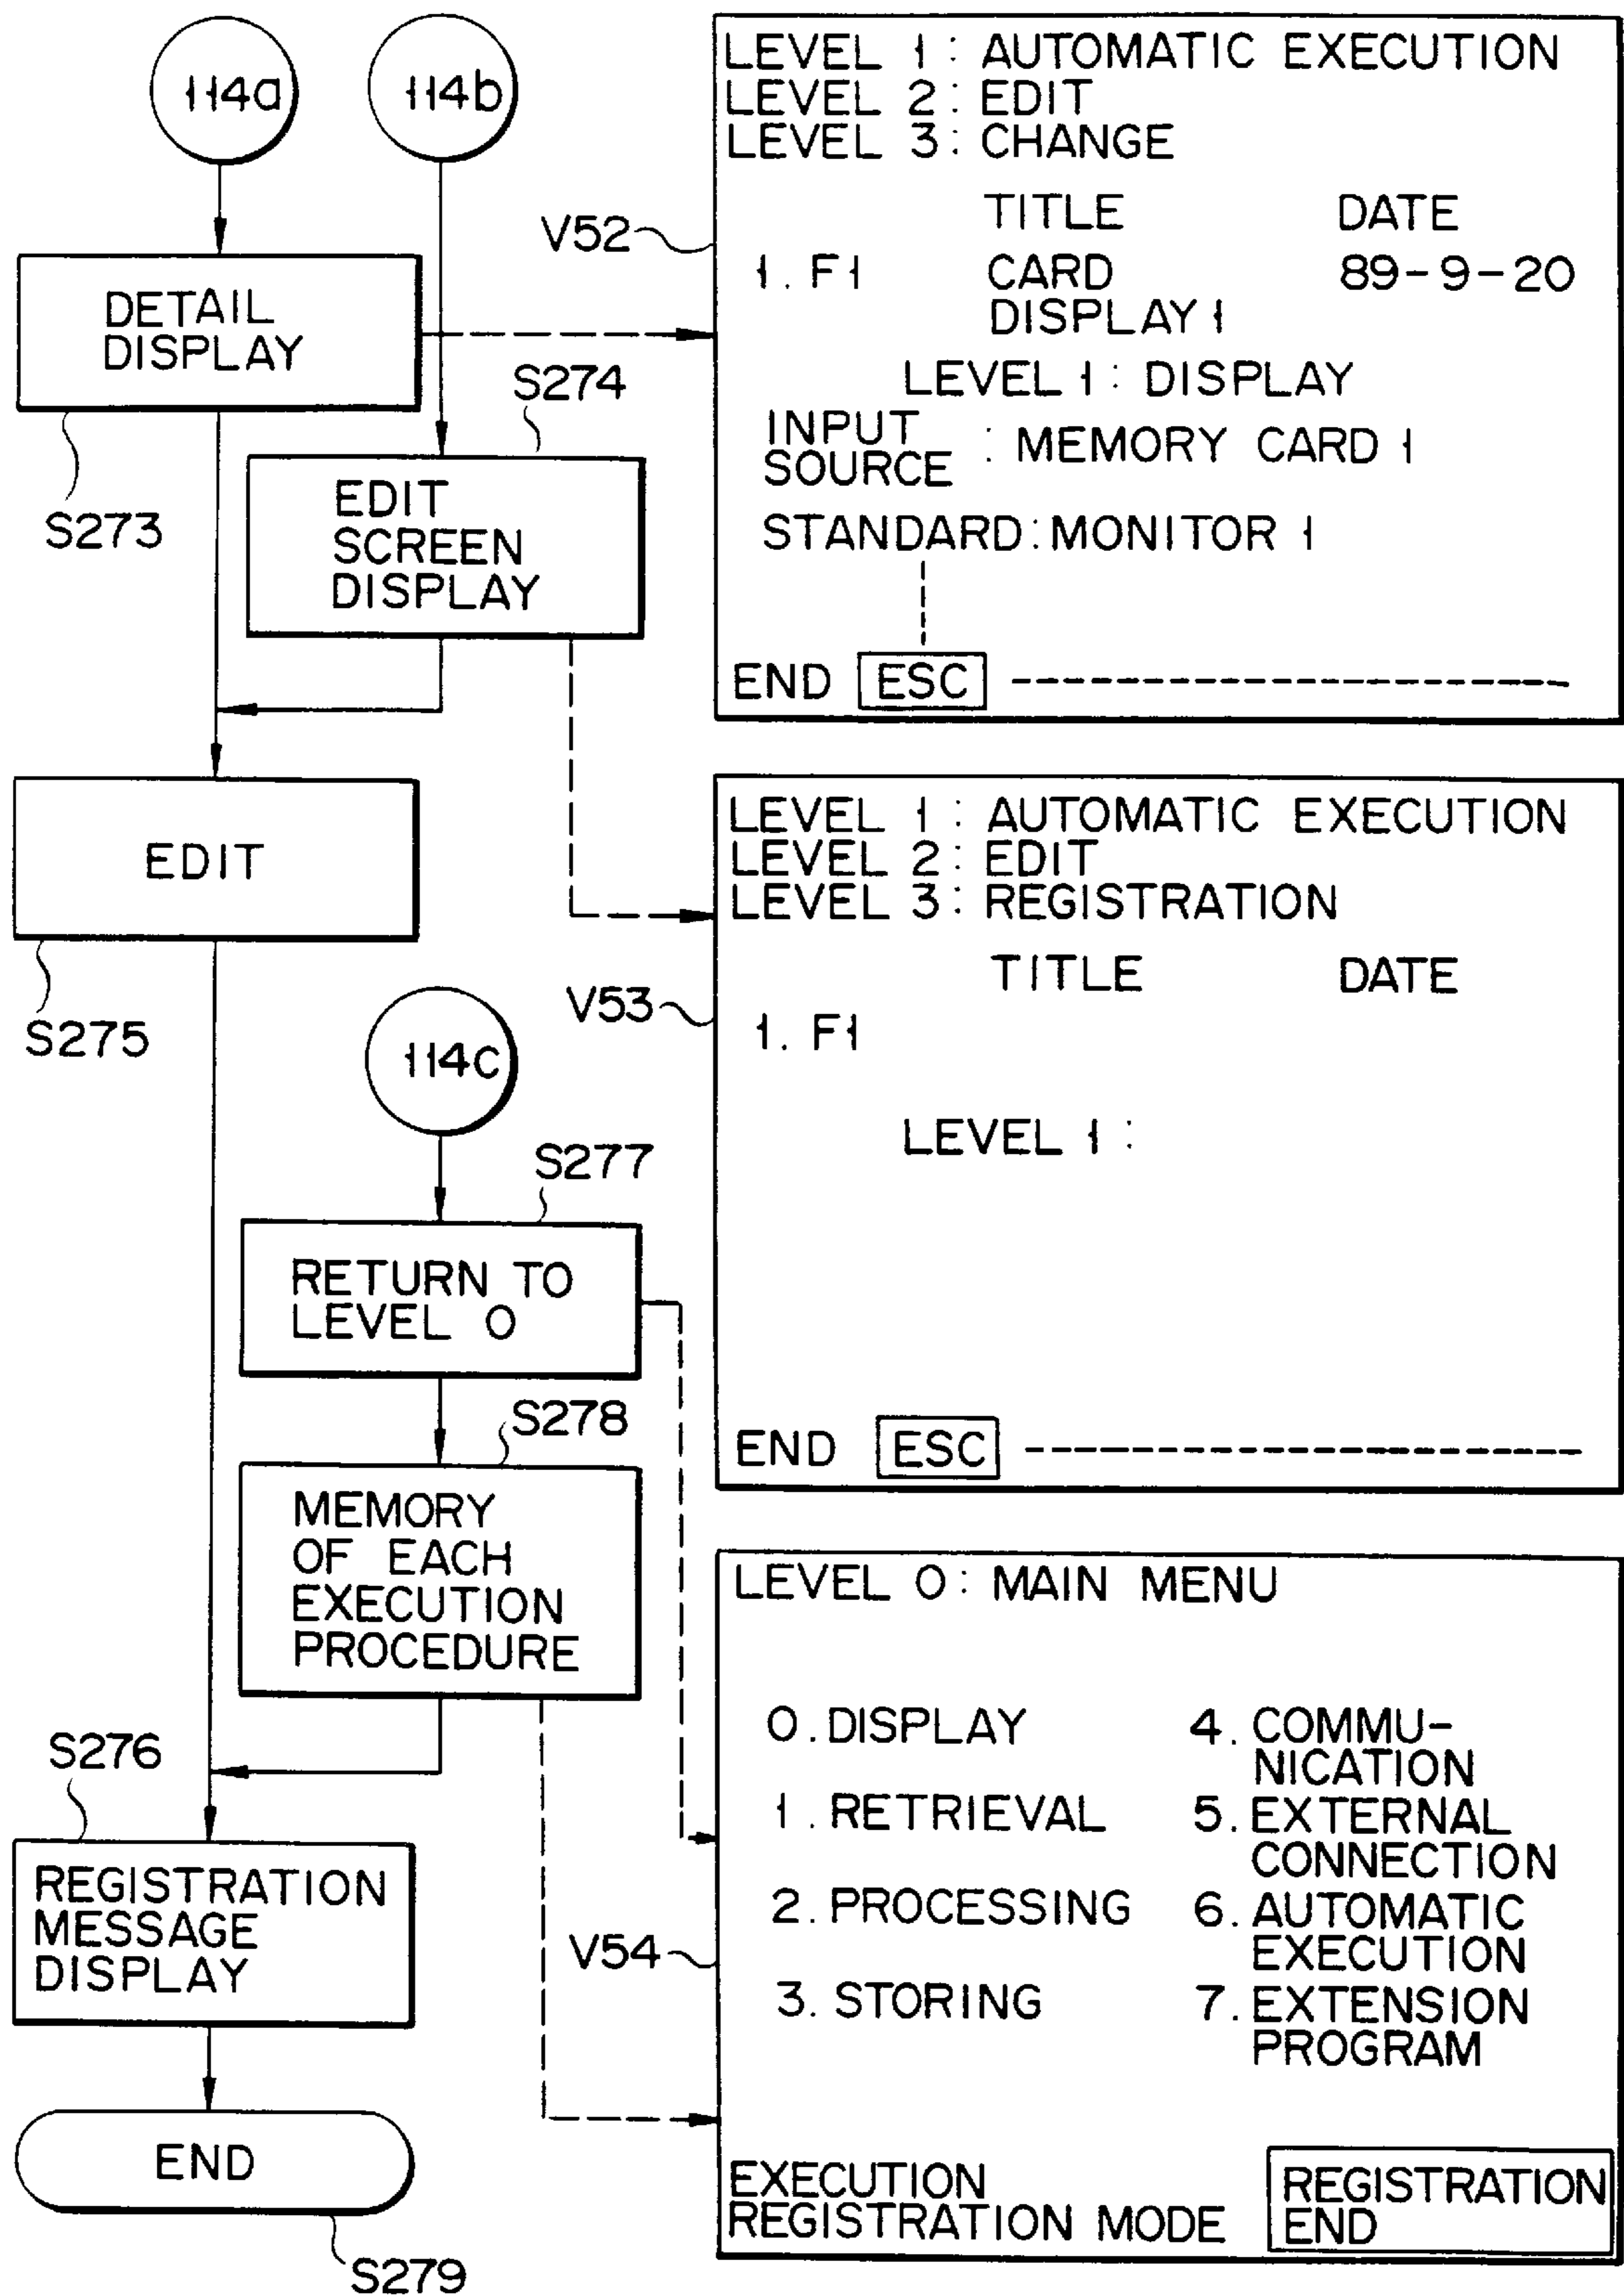 114a
114b
DETAIL
DISPLAY
S273
S274
EDIT
SCREEN
DISPLAY
EDIT
S275
114c
S277
RETURN TO
LEVEL 0
S278
MEMORY
OF EACH
EXECUTION
PROCEDURE
S276
REGISTRATION
MESSAGE
DISPLAY
END
S279
V52
LEVEL 1 : AUTOMATIC EXECUTION
LEVEL 2 : EDIT
LEVEL 3 : CHANGE
TITLE DATE
1. F1 CARD 89-9-20
DISPLAY 1
LEVEL 1 : DISPLAY
INPUT
SOURCE : MEMORY CARD 1
STANDARD : MONITOR 1
END ESC
V53
LEVEL 1 : AUTOMATIC EXECUTION
LEVEL 2 : EDIT
LEVEL 3 : REGISTRATION
TITLE DATE
1. F1
LEVEL 1 :
END ESC
V54
LEVEL 0 : MAIN MENU
0. DISPLAY
1. RETRIEVAL
2. PROCESSING
3. STORING
4. COMMU-
NICATION
5. EXTERNAL
CONNECTION
6. AUTOMATIC
EXECUTION
7. EXTENSION
PROGRAM
EXECUTION
REGISTRATION MODE
REGISTRATION
END